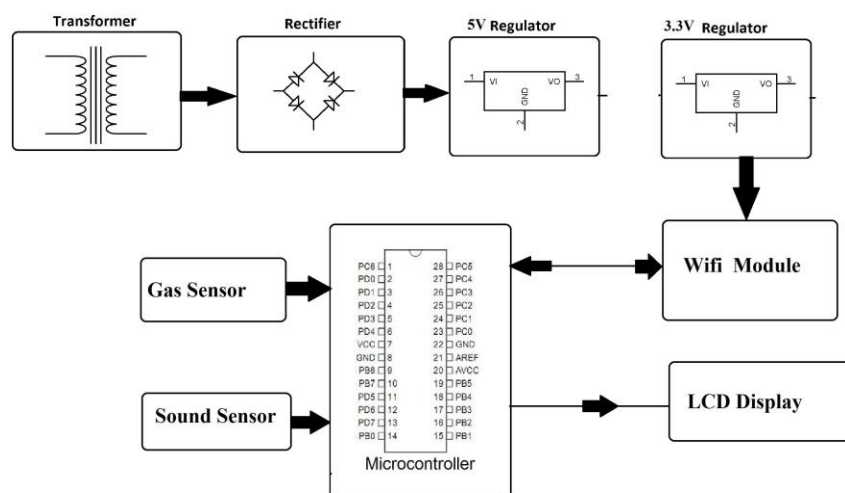 Transformer
Rectifier
5V Regulator
3.3V Regulator
1 VI VO 3
GND
2
1 VI VO 3
GND
2
Gas Sensor
Sound Sensor
PC6 1 28 PC5
PD0 2 27 PC4
PD1 3 26 PC3
PD2 4 25 PC2
PD3 5 24 PC1
PD4 6 23 PC0
VCC 7 22 GND
GND 8 21 AREF
PB6 9 20 AVCC
PB7 10 19 PB5
PD5 11 18 PB4
PD6 12 17 PB3
PD7 13 16 PB2
PB0 14 15 PB1
Microcontroller
Wifi Module
LCD Display